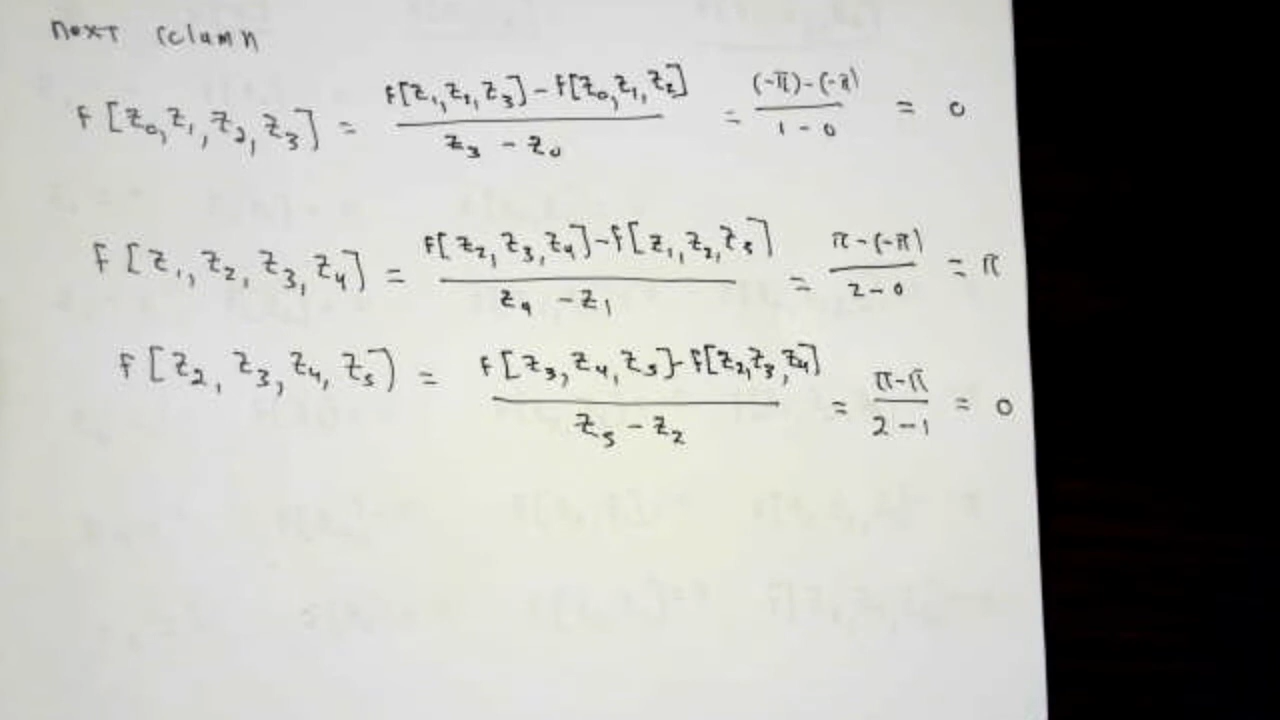 next column
f[z₀,z₁,z₂,z₃] = (f[z₁,z₂,z₃]-f[z₀,z₁,z₂])/(z₃-z₀) = ((-π)-(-π))/(1-0) = 0
f[z₁,z₂,z₃,z₄] = (f[z₂,z₃,z₄]-f[z₁,z₂,z₃])/(z₄-z₁) = (π-(-π))/(2-0) = π
f[z₂,z₃,z₄,z₅] = (f[z₃,z₄,z₅]-f[z₂,z₃,z₄])/(z₅-z₂) = (π-π)/(2-1) = 0